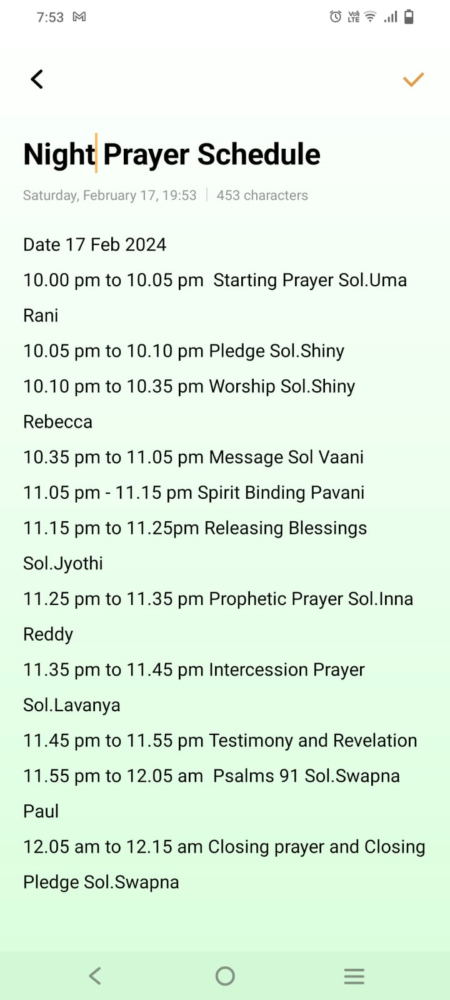 7:53
Vo) LTE
Night Prayer Schedule
Saturday, February 17, 19:53 | 453 characters
Date 17 Feb 2024
10.00 pm to 10.05 pm  Starting Prayer Sol.Uma
Rani
10.05 pm to 10.10 pm Pledge Sol.Shiny
10.10 pm to 10.35 pm Worship Sol.Shiny
Rebecca
10.35 pm to 11.05 pm Message Sol Vaani
11.05 pm - 11.15 pm Spirit Binding Pavani
11.15 pm to 11.25pm Releasing Blessings
Sol.Jyothi
11.25 pm to 11.35 pm Prophetic Prayer Sol.Inna
Reddy
11.35 pm to 11.45 pm Intercession Prayer
Sol.Lavanya
11.45 pm to 11.55 pm Testimony and Revelation
11.55 pm to 12.05 am  Psalms 91 Sol.Swapna
Paul
12.05 am to 12.15 am Closing prayer and Closing
Pledge Sol.Swapna